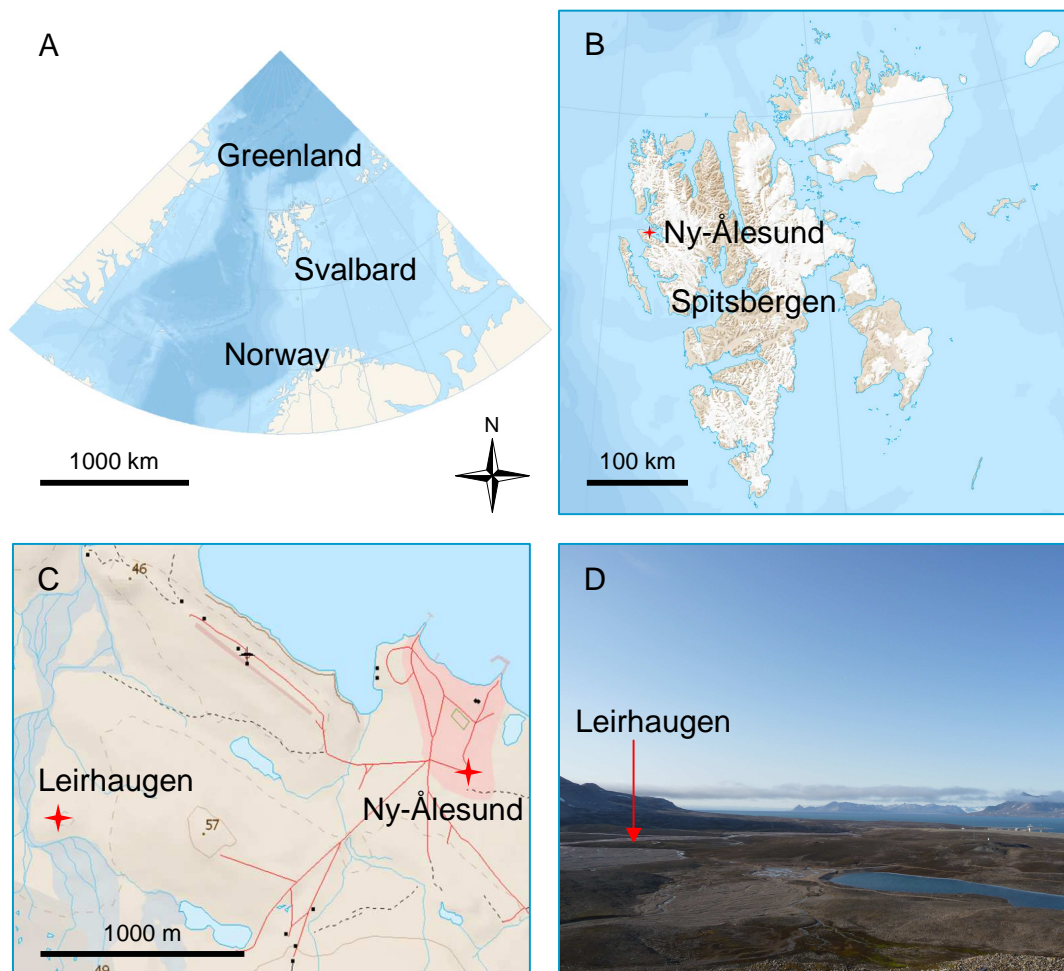 A
Greenland
Svalbard
Norway
1000 km
N
B
Ny-Ålesund
Spitsbergen
100 km
C
46
Leirhaugen
57
Ny-Ålesund
1000 m
49
D
Leirhaugen